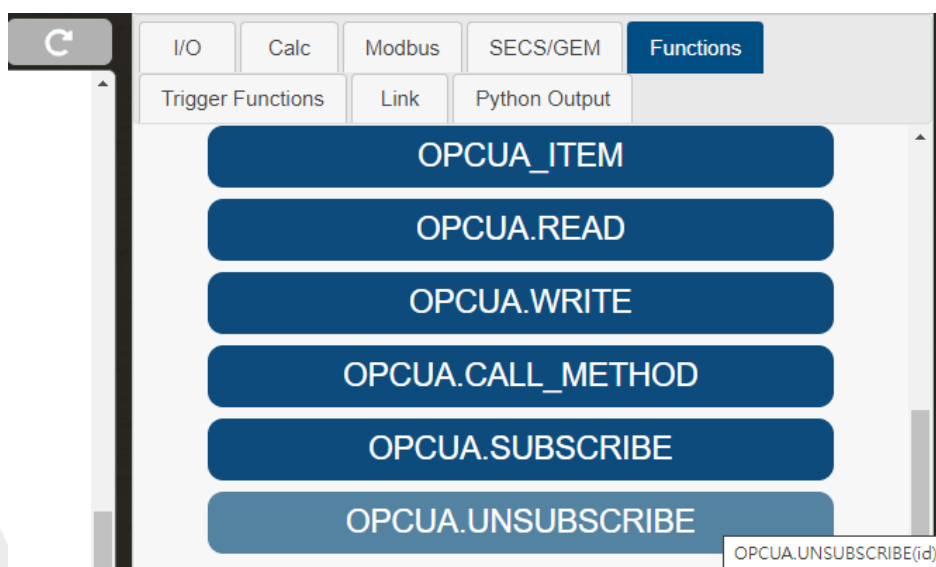 I/O Calc Modbus SECS/GEM Functions
Trigger Functions Link Python Output
OPCUA_ITEM
OPCUA.READ
OPCUA.WRITE
OPCUA.CALL_METHOD
OPCUA.SUBSCRIBE
OPCUA.UNSUBSCRIBE
OPCUA.UNSUBSCRIBE(id)